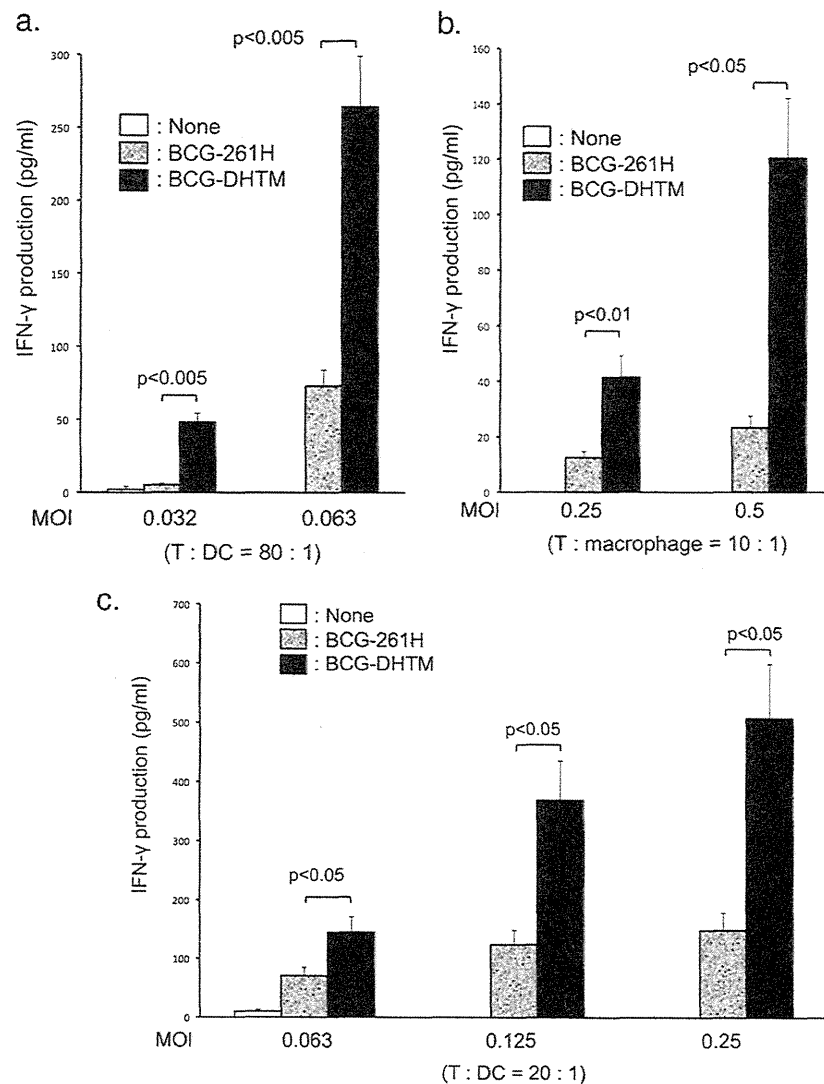 a.
p<0.005
300
250
200
150
100
50
0
IFN-γ production (pg/ml)
: None
: BCG-261H
: BCG-DHTM
p<0.005
MOI 0.032 0.063
(T : DC = 80 : 1)
b.
160
140
120
100
80
60
40
20
0
IFN-γ production (pg/ml)
p<0.05
: None
: BCG-261H
: BCG-DHTM
p<0.01
MOI 0.25 0.5
(T : macrophage = 10 : 1)
c.
700
600
500
400
300
200
100
0
IFN-γ production (pg/ml)
: None
: BCG-261H
: BCG-DHTM
p<0.05
p<0.05
p<0.05
MOI 0.063 0.125 0.25
(T : DC = 20 : 1)